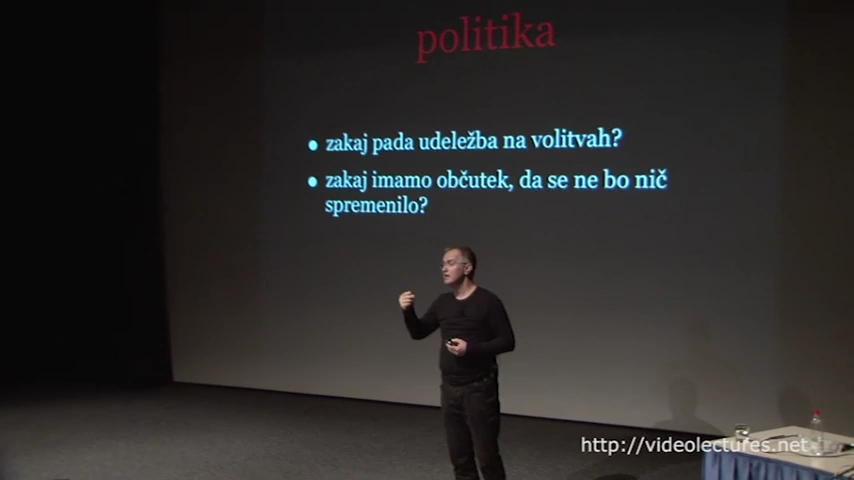 politika
• zakaj pada udeležba na volitvah?
• zakaj imamo občutek, da se ne bo nič
spremenilo?
http://videolectures.net